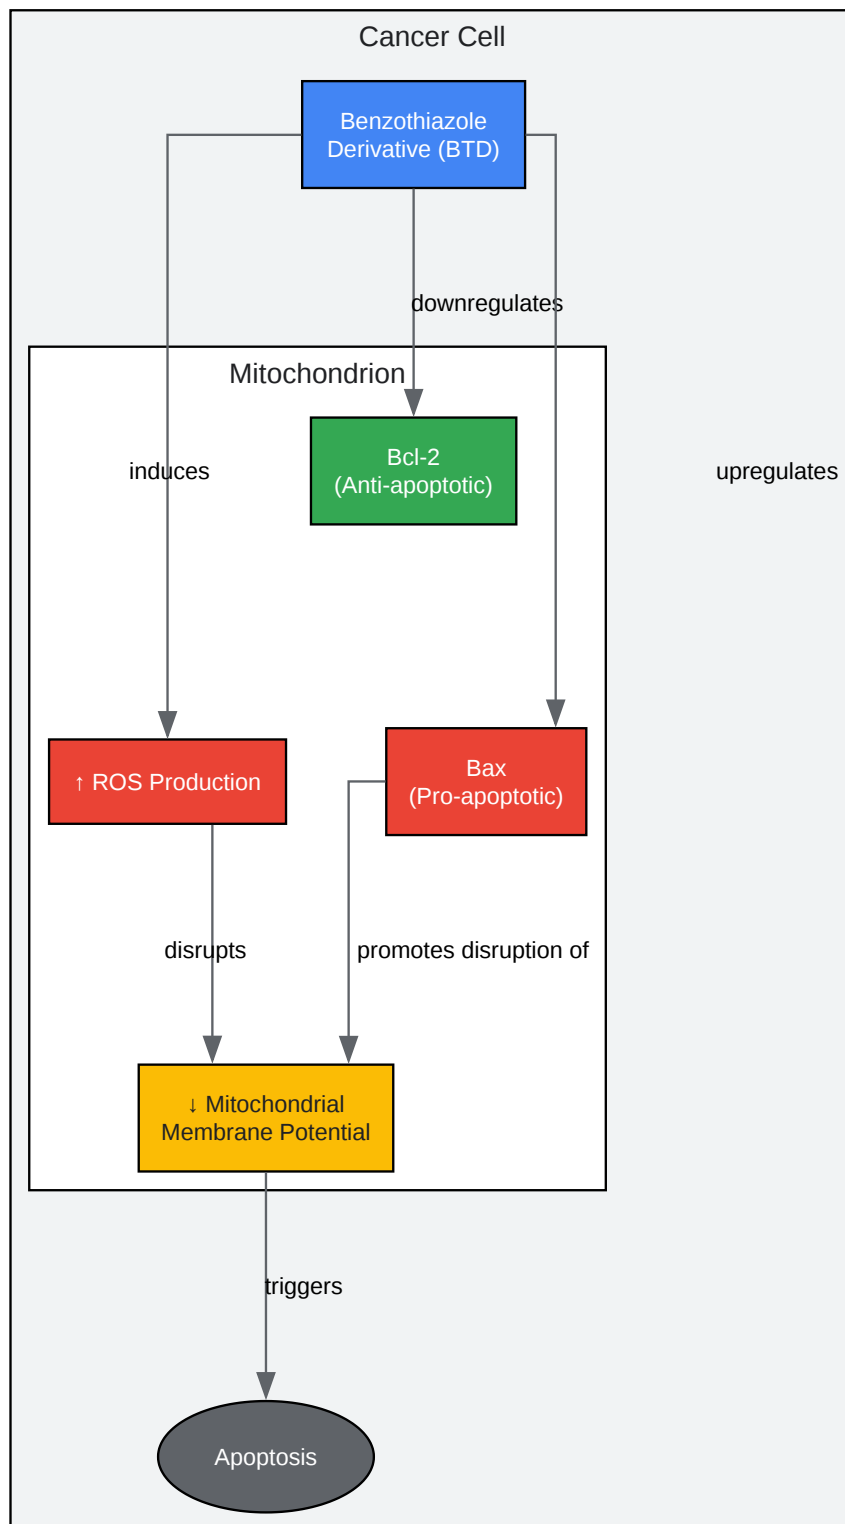 Cancer Cell
Benzothiazole
Derivative (BTD)
downregulates
Mitochondrion
Bcl-2
(Anti-apoptotic)
induces
upregulates
↑ ROS Production
Bax
(Pro-apoptotic)
disrupts
promotes disruption of
↓ Mitochondrial
Membrane Potential
triggers
Apoptosis